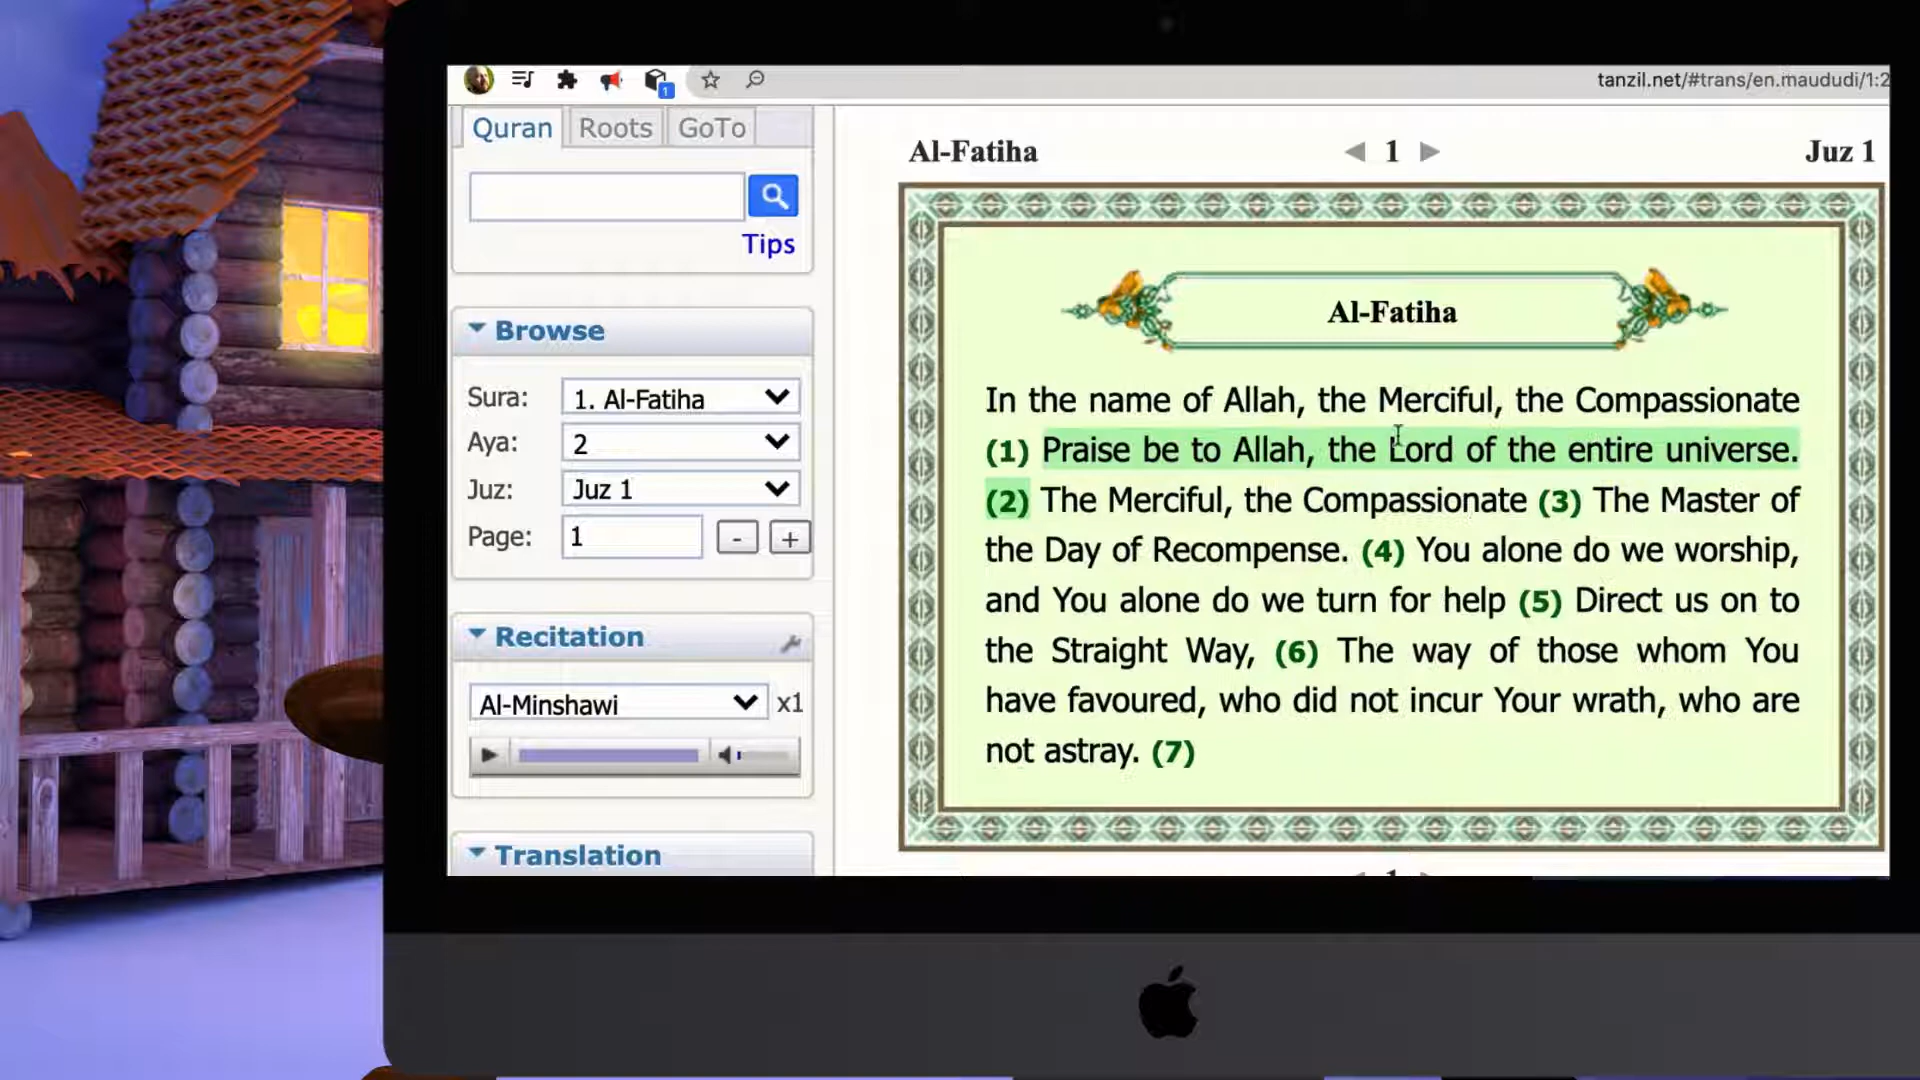 tanzil.net/#trans/en.maududi/1:2
1
Quran
Roots
GoTo
Tips
Browse
Sura:
1. Al-Fatiha
Aya:
2
Juz:
Juz 1
Page:
1
-
+
Recitation
Al-Minshawi
x1
Translation
Al-Fatiha
1
Juz 1
Al-Fatiha
In the name of Allah, the Merciful, the Compassionate
(1) Praise be to Allah, the Lord of the entire universe.
(2) The Merciful, the Compassionate (3) The Master of
the Day of Recompense. (4) You alone do we worship,
and You alone do we turn for help (5) Direct us on to
the Straight Way, (6) The way of those whom You
have favoured, who did not incur Your wrath, who are
not astray. (7)